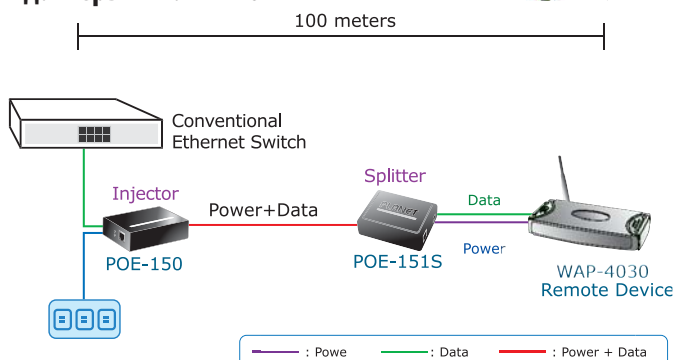 100 meters
Conventional
Ethernet Switch
Injector
Power+Data
Splitter
PLANET
Data
Power
POE-150
POE-151S
WAP-4030
Remote Device
: Powe
: Data
: Power + Data